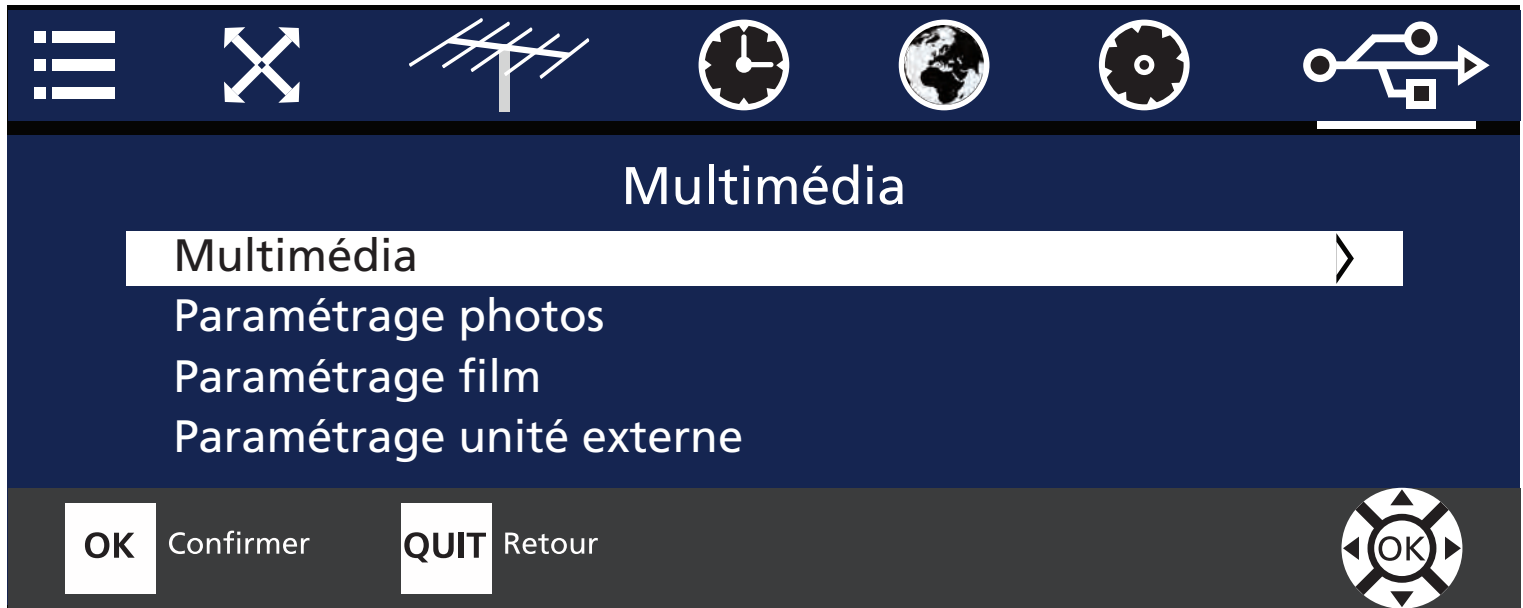 Multimédia
Multimédia
Paramétrage photos
Paramétrage film
Paramétrage unité externe
OK Confirmer QUIT Retour OK